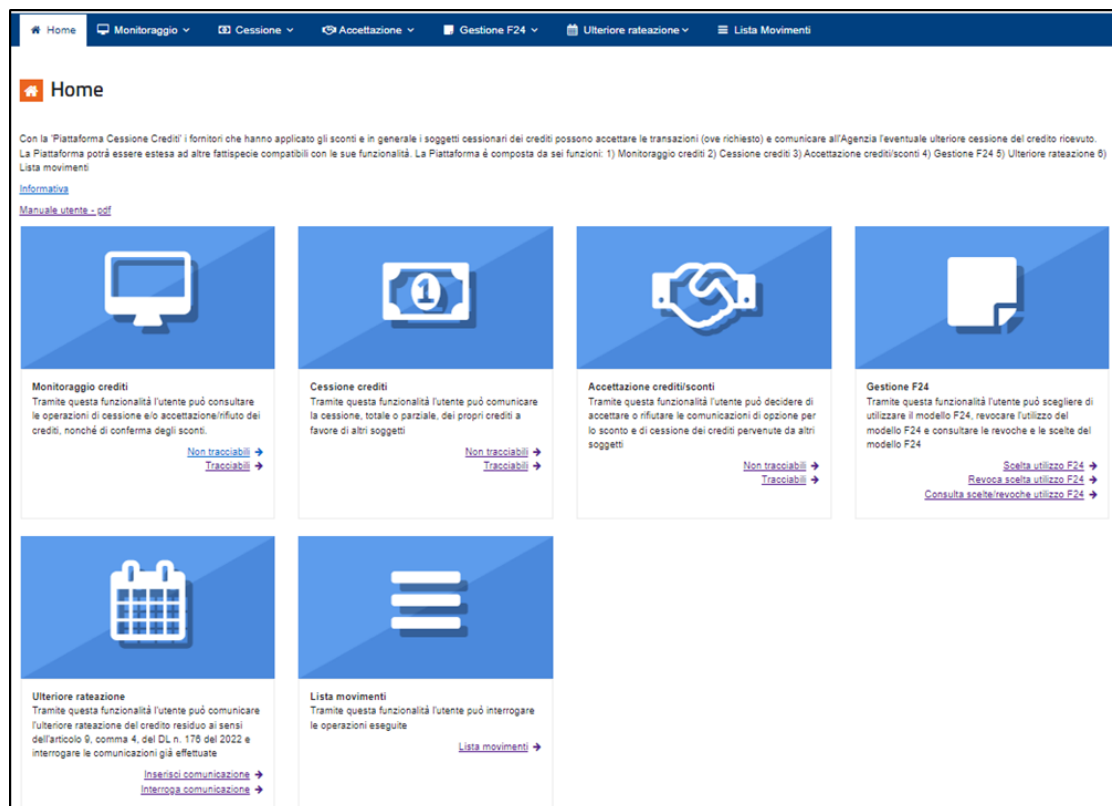 Home Monitoraggio Cessione Accettazione Gestione F24 Ulteriore rateazione Lista Movimenti
Home
Con la 'Piattaforma Cessione Crediti' i fornitori che hanno applicato gli sconti e in generale i soggetti cessionari dei crediti possono accettare le transazioni (ove richiesto) e comunicare all'Agenzia l'eventuale ulteriore cessione del credito ricevuto.
La Piattaforma potrà essere estesa ad altre fattispecie compatibili con le sue funzionalità. La Piattaforma é composta da sei funzioni: 1) Monitoraggio crediti 2) Cessione crediti 3) Accettazione crediti/sconti 4) Gestione F24 5) Ulteriore rateazione 6)
Lista movimenti
Informativa
Manuale utente - pdf
1
Monitoraggio crediti
Tramite questa funzionalità l'utente può consultare
le operazioni di cessione e/o accettazione/rifiuto dei
crediti, nonché di conferma degli sconti.
Non tracciabili
Tracciabili
Cessione crediti
Tramite questa funzionalità l'utente può comunicare
la cessione, totale o parziale, dei propri crediti a
favore di altri soggetti
Non tracciabili
Tracciabili
Accettazione crediti/sconti
Tramite questa funzionalità l'utente può decidere di
accettare o rifiutare le comunicazioni di opzione per
lo sconto e di cessione dei crediti pervenute da altri
soggetti
Non tracciabili
Tracciabili
Gestione F24
Tramite questa funzionalità l'utente può scegliere di
utilizzare il modello F24, revocare l'utilizzo del
modello F24 e consultare le revoche e le scelte del
modello F24
Scelta utilizzo F24
Revoca scelta utilizzo F24
Consulta scelte/revoche utilizzo F24
Ulteriore rateazione
Tramite questa funzionalità l'utente può comunicare
l'ulteriore rateazione del credito residuo ai sensi
dell'articolo 9, comma 4, del DL n. 176 del 2022 e
interrogare le comunicazioni già effettuate
Inserisci comunicazione
Interroga comunicazione
Lista movimenti
Tramite questa funzionalità l'utente può interrogare
le operazioni eseguite
Lista movimenti